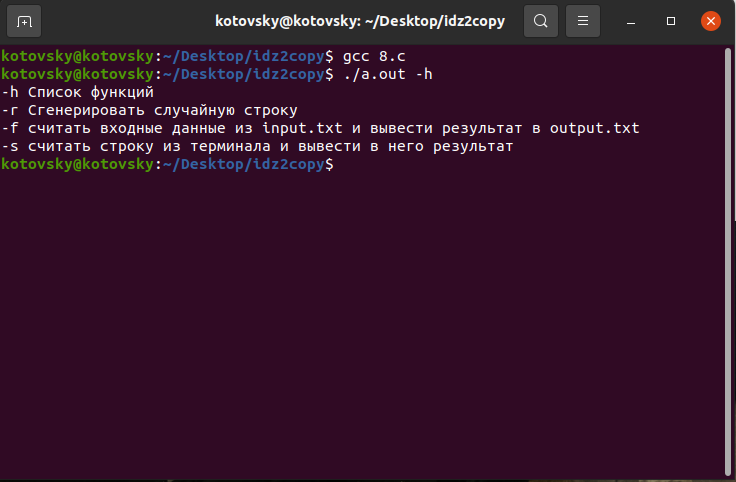 kotovsky@kotovsky: ~/Desktop/idz2copy
kotovsky@kotovsky:~/Desktop/idz2copy$ gcc 8.c
kotovsky@kotovsky:~/Desktop/idz2copy$ ./a.out -h
-h Список функций
-r Сгенерировать случайную строку
-f считать входные данные из input.txt и вывести результат в output.txt
-s считать строку из терминала и вывести в него результат
kotovsky@kotovsky:~/Desktop/idz2copy$